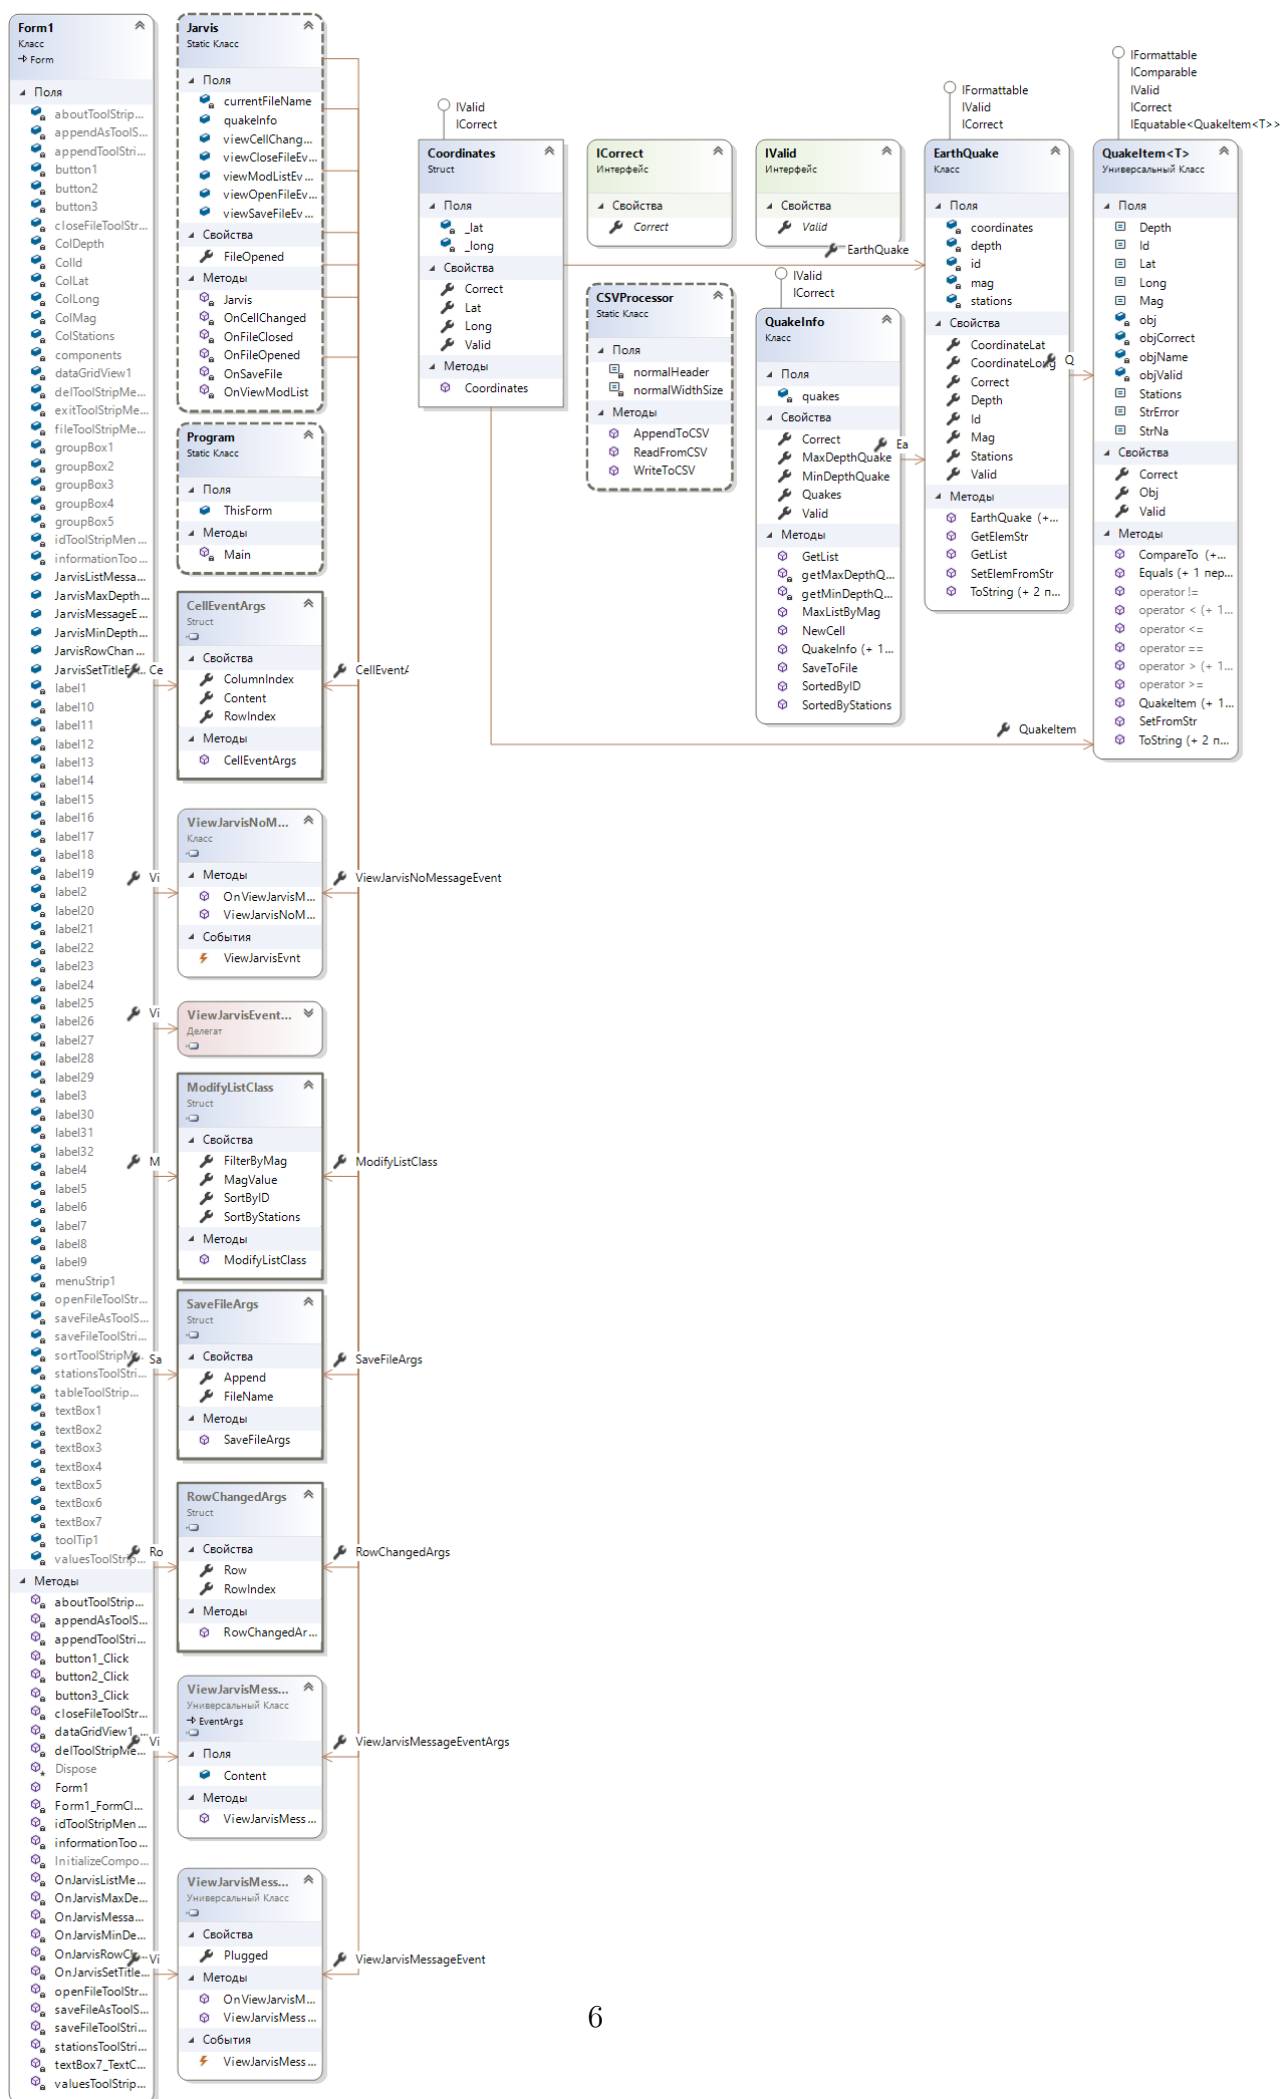 Form1
Класс
Form
Поля
aboutToolStrip...
appendAsToolS...
appendToolStri...
button1
button2
button3
closeFileToolStr...
ColDepth
ColId
ColLat
ColLong
ColMag
ColStations
components
dataGridView1
delToolStripMe...
exitToolStripMe...
fileToolStripMe...
groupBox1
groupBox2
groupBox3
groupBox4
groupBox5
idToolStripMen...
informationToo...
JarvisListMessa...
JarvisMaxDepth...
JarvisMessageE...
JarvisMinDepth...
JarvisRowChan...
JarvisSetTitleE...
label1
label10
label11
label12
label13
label14
label15
label16
label17
label18
label19
label2
label20
label21
label22
label23
label24
label25
label26
label27
label28
label29
label3
label30
label31
label32
label4
label5
label6
label7
label8
label9
menuStrip1
openFileToolStr...
saveFileAsToolS...
saveFileToolStri...
sortToolStripM...
stationsToolStri...
tableToolStrip...
textBox1
textBox2
textBox3
textBox4
textBox5
textBox6
textBox7
toolTip1
valuesToolStrip...
Методы
aboutToolStrip...
appendAsToolS...
appendToolStri...
button1_Click
button2_Click
button3_Click
closeFileToolStr...
dataGridView1_...
delToolStripMe...
Dispose
Form1
Form1_FormCl...
idToolStripMen...
informationToo...
InitializeCompo...
OnJarvisListMe...
OnJarvisMaxDe...
OnJarvisMessa...
OnJarvisMinDe...
OnJarvisRowCh...
OnJarvisSetTitle...
openFileToolStr...
saveFileAsToolS...
saveFileToolStri...
stationsToolStri...
textBox7_TextC...
valuesToolStrip...
Ce
Vi
Vi
M
Sa
Ro
Vi
Vi
Jarvis
Static Класс
Поля
currentFileName
quakeInfo
viewCellChang...
viewCloseFileEv...
viewModListEv...
viewOpenFileEv...
viewSaveFileEv...
Свойства
FileOpened
Методы
Jarvis
OnCellChanged
OnFileClosed
OnFileOpened
OnSaveFile
OnViewModList
Program
Static Класс
Поля
ThisForm
Методы
Main
CellEventArgs
Struct
Свойства
ColumnIndex
Content
RowIndex
Методы
CellEventArgs
ViewJarvisNoM...
Класс
Методы
OnViewJarvisM...
ViewJarvisNoM...
События
ViewJarvisEvnt
ViewJarvisEvent...
Делегат
ModifyListClass
Struct
Свойства
FilterByMag
MagValue
SortByID
SortByStations
Методы
ModifyListClass
SaveFileArgs
Struct
Свойства
Append
FileName
Методы
SaveFileArgs
RowChangedArgs
Struct
Свойства
Row
RowIndex
Методы
RowChangedAr...
ViewJarvisMess...
Универсальный Класс
EventArgs
Поля
Content
Методы
ViewJarvisMess...
ViewJarvisMess...
Универсальный Класс
Свойства
Plugged
Методы
OnViewJarvisM...
ViewJarvisMess...
События
ViewJarvisMess...
CellEventA
ViewJarvisNoMessageEvent
ModifyListClass
SaveFileArgs
RowChangedArgs
ViewJarvisMessageEventArgs
ViewJarvisMessageEvent
IValid
ICorrect
Coordinates
Struct
Поля
_lat
_long
Свойства
Correct
Lat
Long
Valid
Методы
Coordinates
ICorrect
Интерфейс
Свойства
Correct
CSVProcessor
Static Класс
Поля
normalHeader
normalWidthSize
Методы
AppendToCSV
ReadFromCSV
WriteToCSV
IValid
Интерфейс
Свойства
Valid
EarthQuake
IValid
ICorrect
QuakeInfo
Класс
Поля
quakes
Свойства
Correct
MaxDepthQuake
MinDepthQuake
Quakes
Valid
Методы
GetList
getMaxDepthQ...
getMinDepthQ...
MaxListByMag
NewCell
QuakeInfo (+ 1...
SaveToFile
SortedByID
SortedByStations
Ea
IFormattable
IValid
ICorrect
EarthQuake
Класс
Поля
coordinates
depth
id
mag
stations
Свойства
CoordinateLat
CoordinateLong
Correct
Depth
Id
Mag
Stations
Valid
Методы
EarthQuake (+...
GetElemStr
GetList
SetElemFromStr
ToString (+ 2 п...
Q
QuakeItem
IFormattable
IComparable
IValid
ICorrect
IEquatable<QuakeItem<T>>
QuakeItem<T>
Универсальный Класс
Поля
Depth
Id
Lat
Long
Mag
obj
objCorrect
objName
objValid
Stations
StrError
StrNa
Свойства
Correct
Obj
Valid
Методы
CompareTo (+...
Equals (+ 1 пер...
operator !=
operator < (+ 1...
operator <=
operator ==
operator > (+ 1...
operator >=
QuakeItem (+ 1...
SetFromStr
ToString (+ 2 п...
6